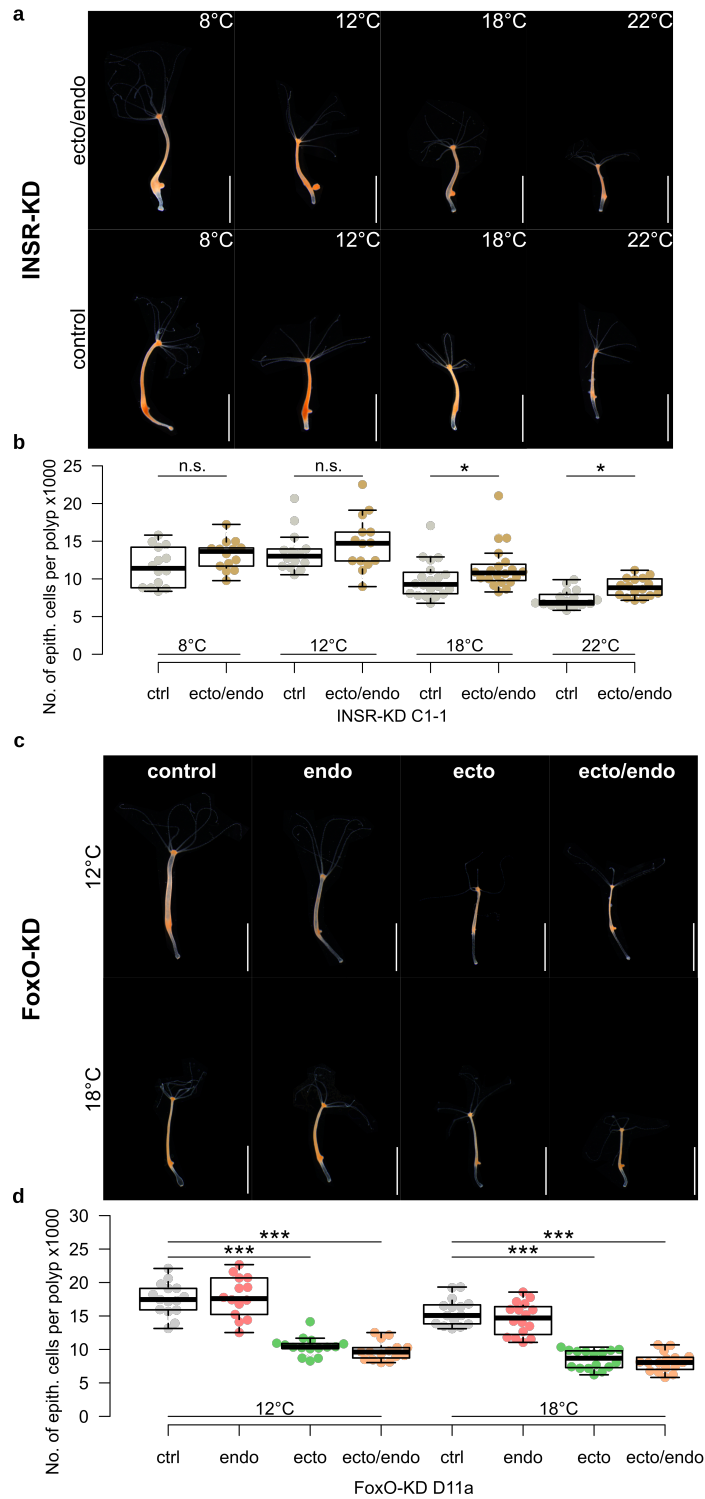 a
8°C 12°C 18°C 22°C
ecto/endo
INSR-KD
8°C 12°C 18°C 22°C
control
b
No. of epith. cells per polyp x1000
25
20
15
10
5
0
n.s. n.s. * *
8°C 12°C 18°C 22°C
ctrl ecto/endo ctrl ecto/endo ctrl ecto/endo ctrl ecto/endo
INSR-KD C1-1
c
control endo ecto ecto/endo
12°C
FoxO-KD
18°C
d
No. of epith. cells per polyp x1000
30
25
20
15
10
5
0
*** ***
*** ***
12°C 18°C
ctrl endo ecto ecto/endo ctrl endo ecto ecto/endo
FoxO-KD D11a